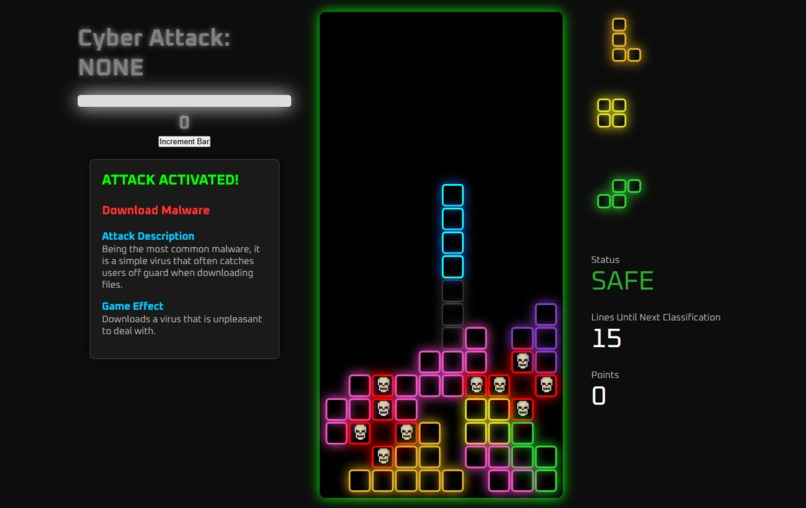 Cyber Attack:
NONE
0
Increment Bar
ATTACK ACTIVATED!
Download Malware
Attack Description
Being the most common malware, it
is a simple virus that often catches
users off guard when downloading
files.
Game Effect
Downloads a virus that is unpleasant
to deal with.
Status
SAFE
Lines Until Next Classification
15
Points
0